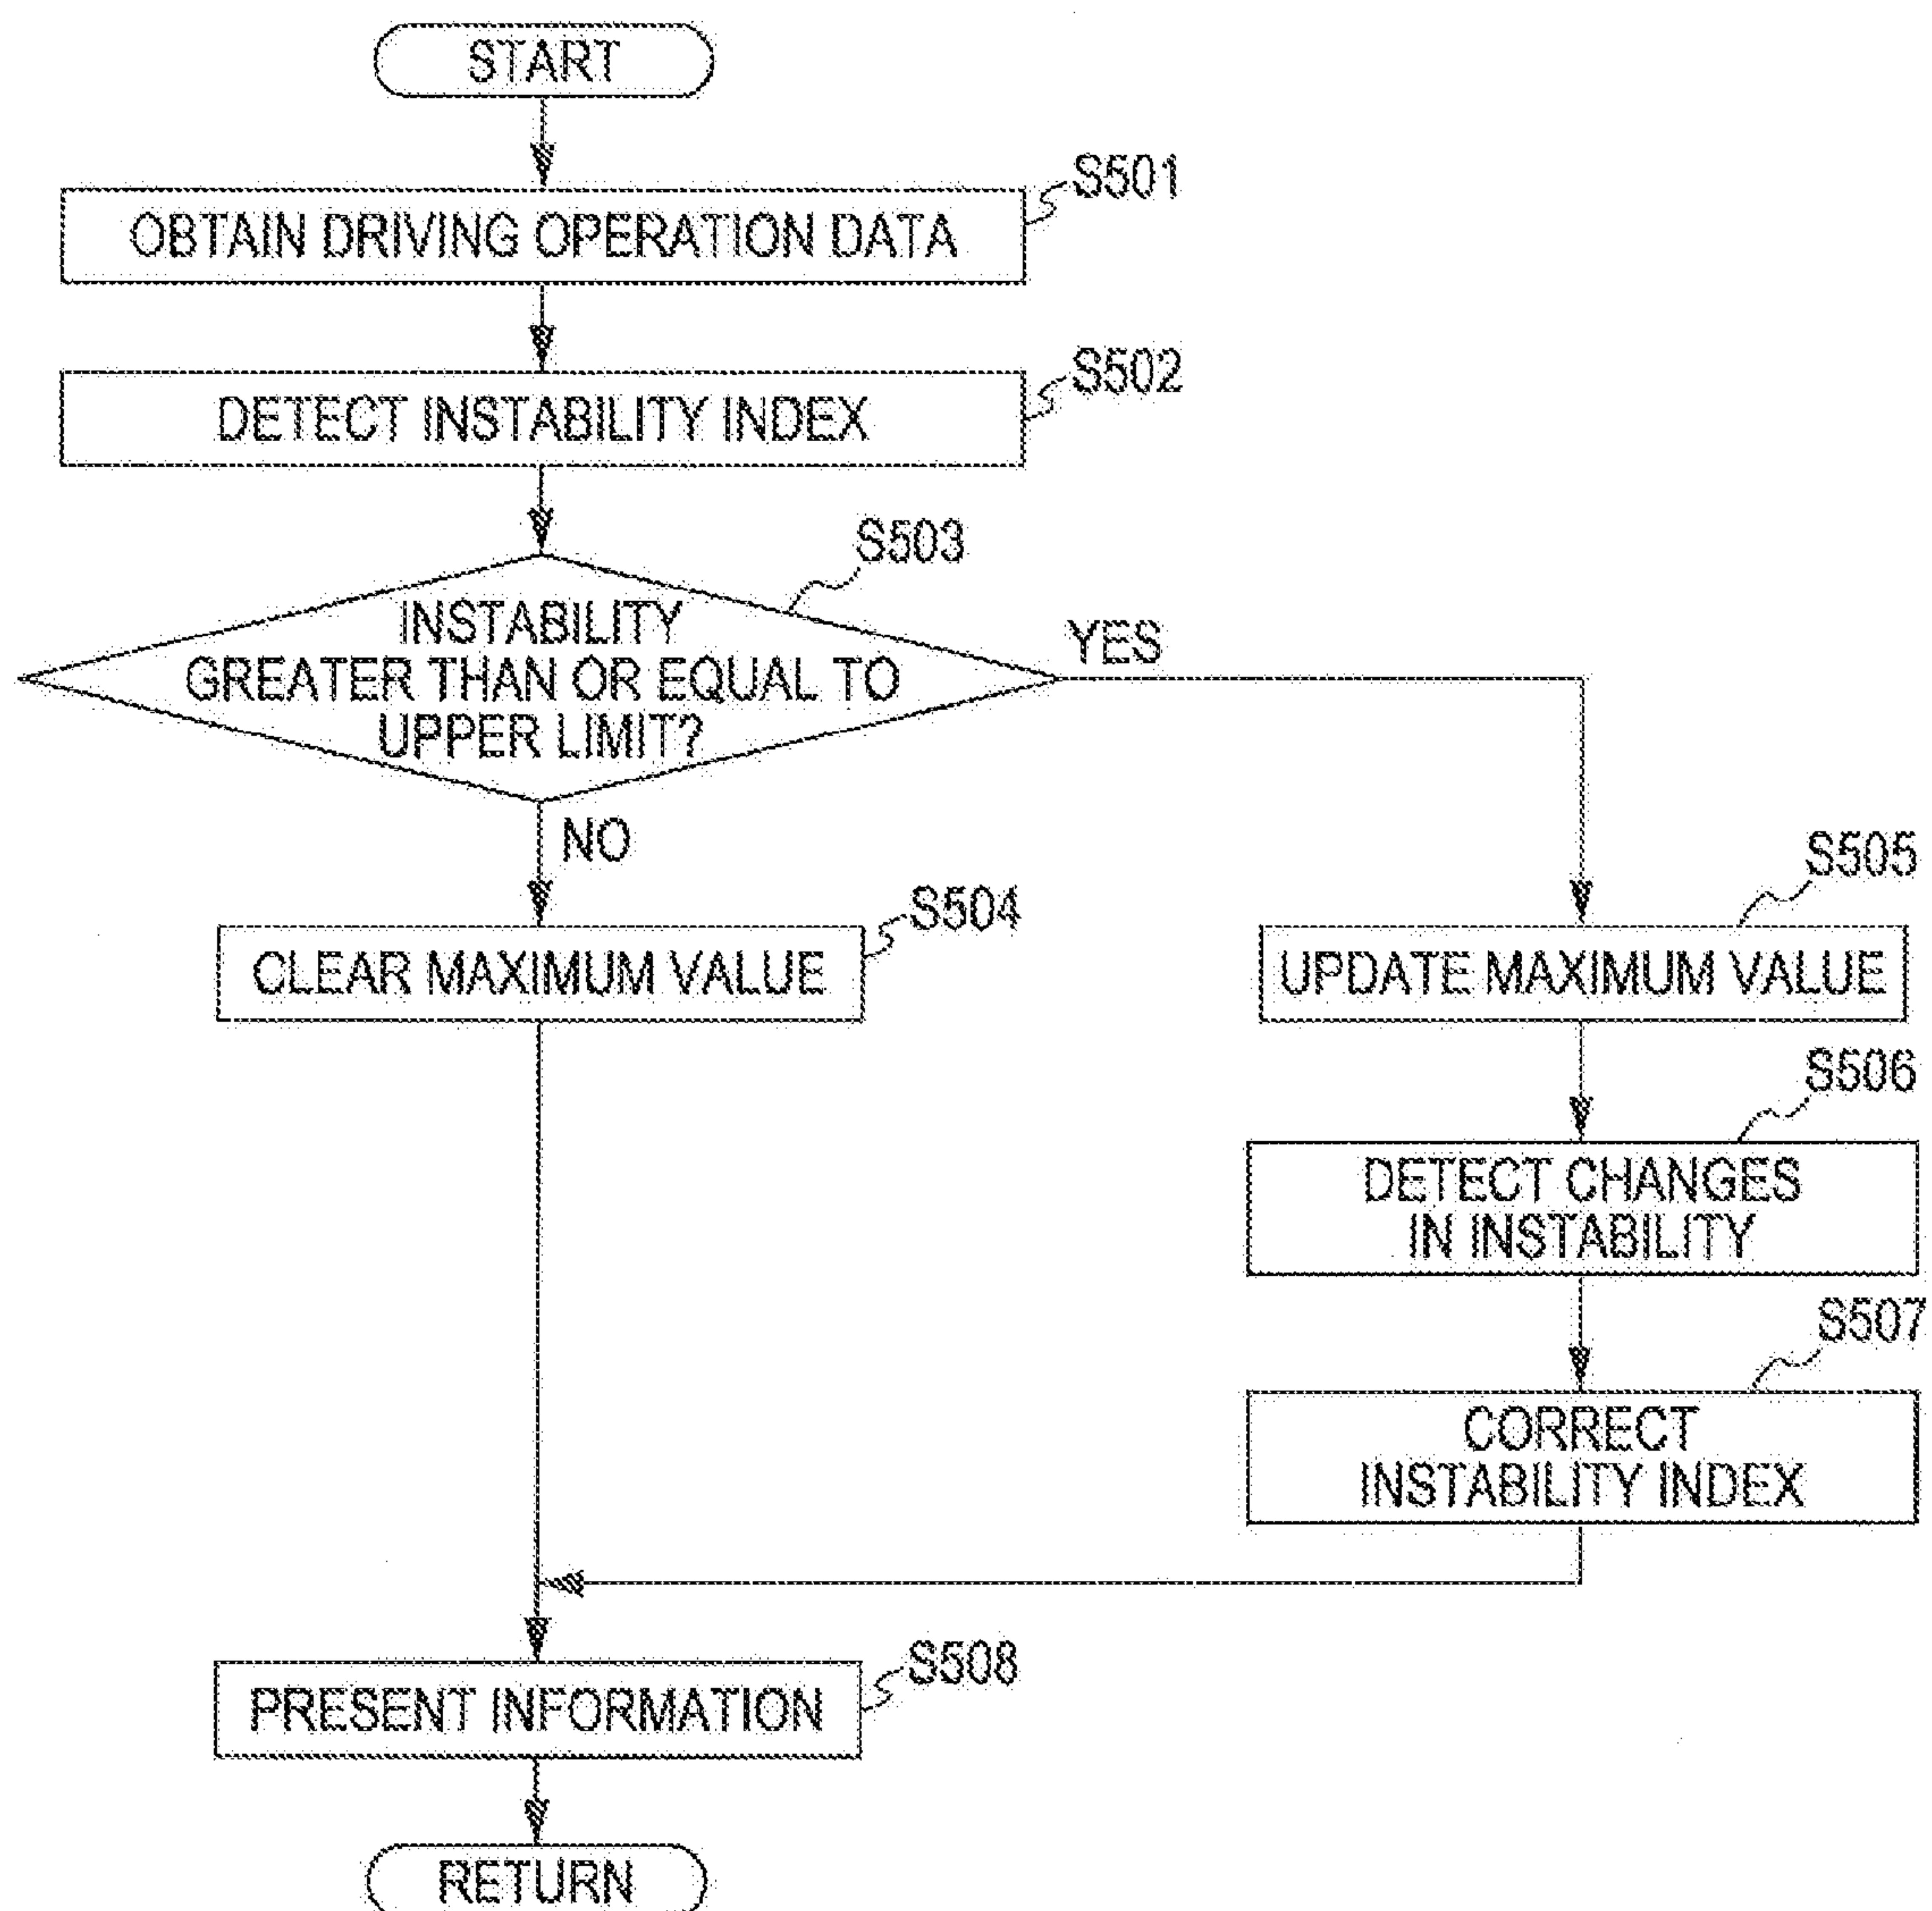 START
S501
OBTAIN DRIVING OPERATION DATA
S502
DETECT INSTABILITY INDEX
S503
INSTABILITY
GREATER THAN OR EQUAL TO
UPPER LIMIT?
YES
NO
S504
CLEAR MAXIMUM VALUE
S505
UPDATE MAXIMUM VALUE
S506
DETECT CHANGES
IN INSTABILITY
S507
CORRECT
INSTABILITY INDEX
S508
PRESENT INFORMATION
RETURN